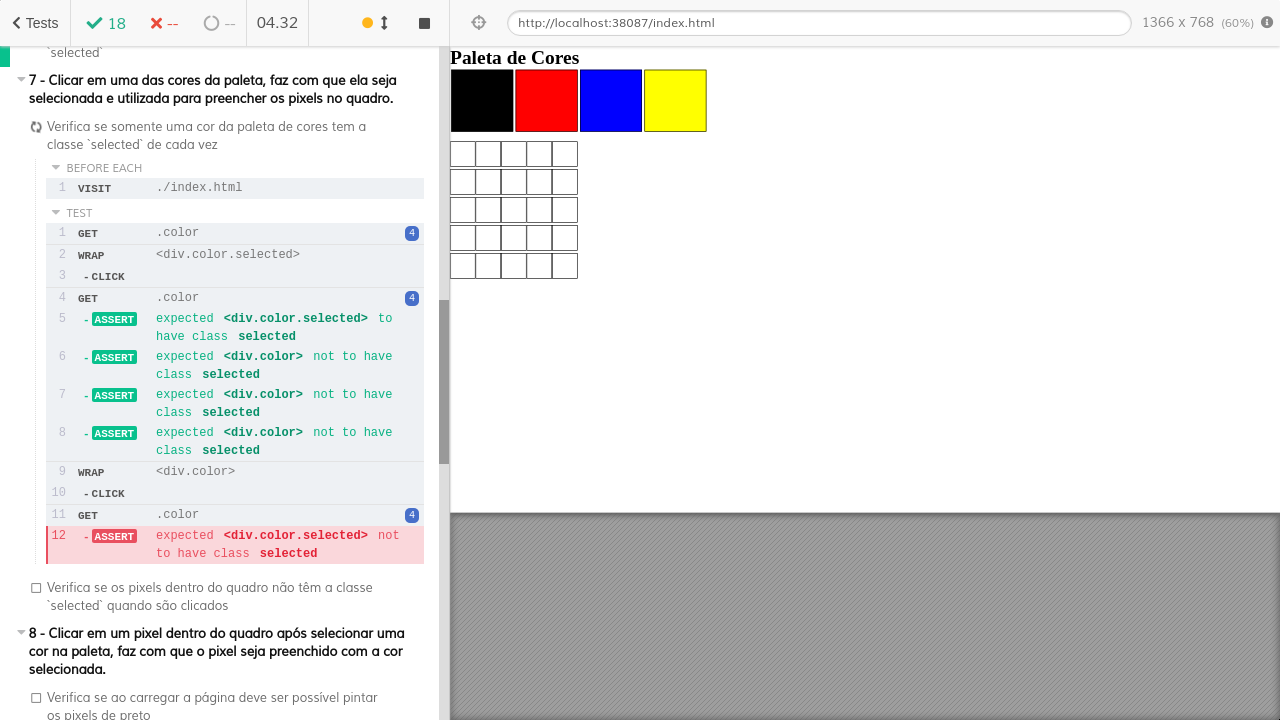 Tests
18
--
--
04.32
http://localhost:38087/index.html
1366 x 768 (60%)
`selected`
7 - Clicar em uma das cores da paleta, faz com que ela seja
selecionada e utilizada para preencher os pixels no quadro.
Verifica se somente uma cor da paleta de cores tem a
classe `selected` de cada vez
BEFORE EACH
1 VISIT ./index.html
TEST
1 GET .color 4
2 WRAP <div.color.selected>
3 -CLICK
4 GET .color 4
5 -ASSERT expected <div.color.selected> to
have class selected
6 -ASSERT expected <div.color> not to have
class selected
7 -ASSERT expected <div.color> not to have
class selected
8 -ASSERT expected <div.color> not to have
class selected
9 WRAP <div.color>
10 -CLICK
11 GET .color 4
12 -ASSERT expected <div.color.selected> not
to have class selected
Verifica se os pixels dentro do quadro não têm a classe
`selected` quando são clicados
8 - Clicar em um pixel dentro do quadro após selecionar uma
cor na paleta, faz com que o pixel seja preenchido com a cor
selecionada.
Verifica se ao carregar a página deve ser possível pintar
os pixels de preto
Paleta de Cores